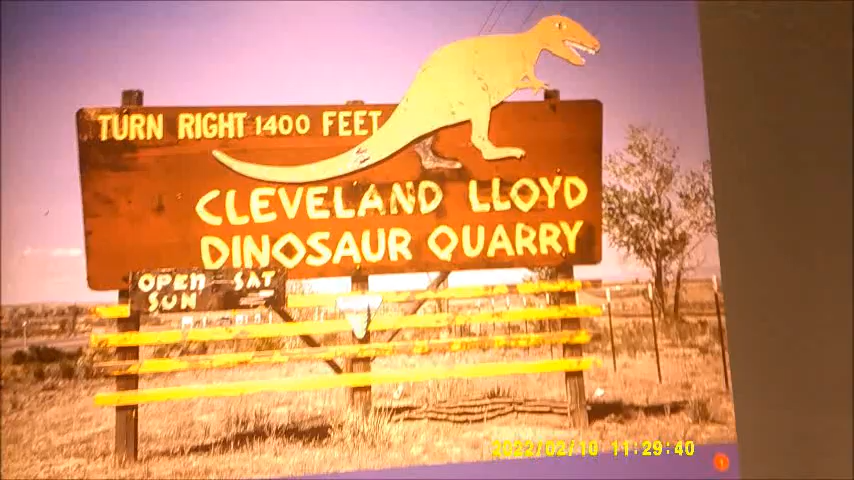 TURN RIGHT 1400 FEET
CLEVELAND LLOYD
DINOSAUR QUARRY
OPEN SAT
SUN
2022/02/10 11:29:40